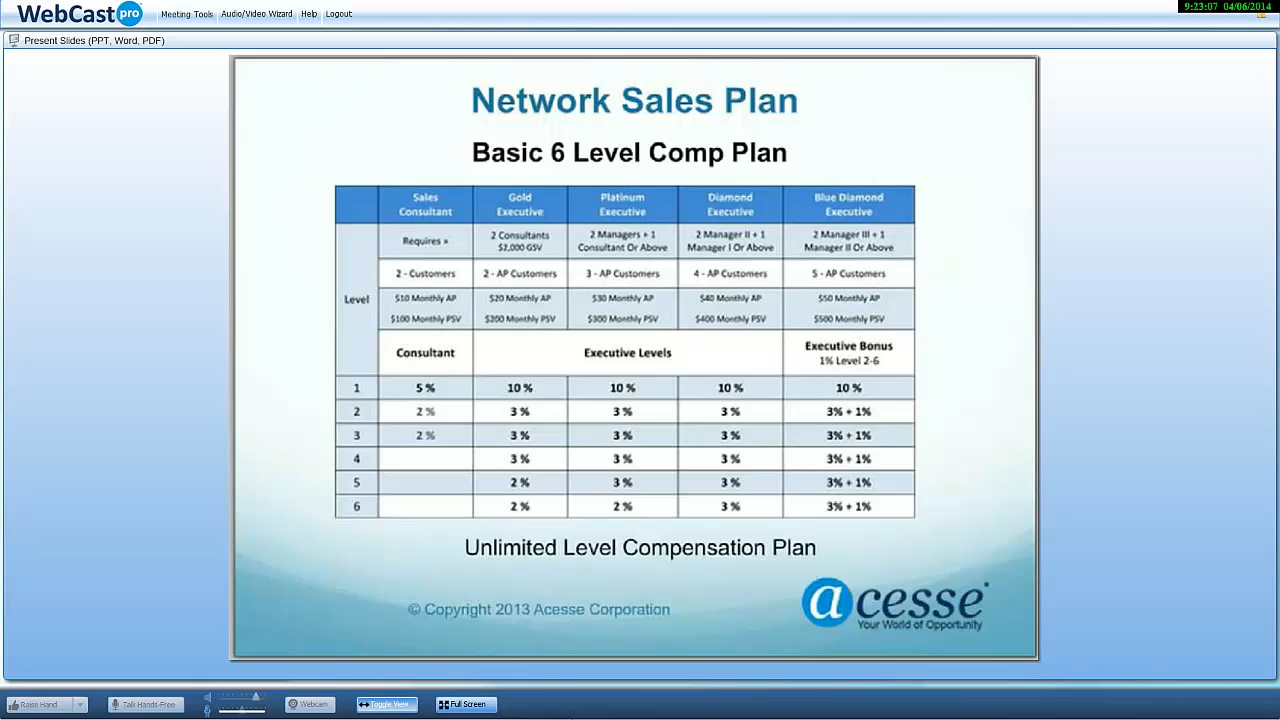 WebCast pro Meeting Tools Audio/Video Wizard Help Logout
9:23:07 04/06/2014
Present Slides (PPT, Word, PDF)
Network Sales Plan
Basic 6 Level Comp Plan
Sales Consultant Gold Executive Platinum Executive Diamond Executive Blue Diamond Executive
Level
Requires » 2 Consultants $2,000 GSV 2 Managers + 1 Consultant Or Above 2 Manager II + 1 Manager I Or Above 2 Manager III + 1 Manager II Or Above
2 - Customers 2 - AP Customers 3 - AP Customers 4 - AP Customers 5 - AP Customers
$10 Monthly AP $20 Monthly AP $30 Monthly AP $40 Monthly AP $50 Monthly AP
$100 Monthly PSV $200 Monthly PSV $300 Monthly PSV $400 Monthly PSV $500 Monthly PSV
Consultant Executive Levels Executive Bonus 1% Level 2-6
1 5 % 10 % 10 % 10 % 10 %
2 2 % 3 % 3 % 3 % 3% + 1%
3 2 % 3 % 3 % 3 % 3% + 1%
4 3 % 3 % 3 % 3% + 1%
5 2 % 3 % 3 % 3% + 1%
6 2 % 2 % 3 % 3% + 1%
Unlimited Level Compensation Plan
© Copyright 2013 Acesse Corporation
acesse
Your World of Opportunity
Raise Hand Talk Hands-Free Webcam Toggle View Full Screen